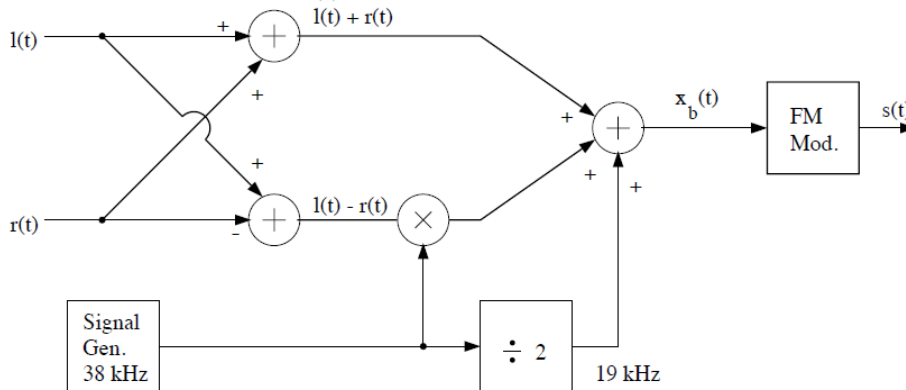 l(t)
+
+
l(t) + r(t)
+
+
x_b(t)
FM
Mod.
s(t)
+
+
+
+
+
r(t)
-
+
l(t) - r(t)
×
Signal
Gen.
38 kHz
÷ 2
19 kHz